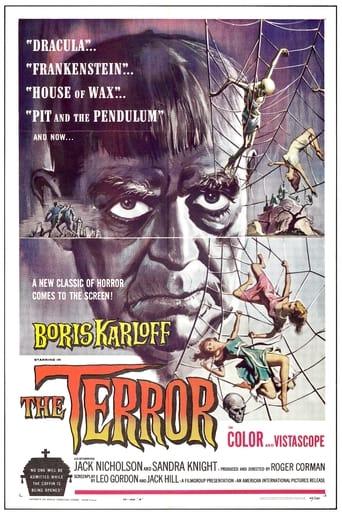 "DRACULA"...
"FRANKENSTEIN"...
"HOUSE OF WAX"...
"PIT AND THE PENDULUM"
AND NOW...
A NEW CLASSIC OF HORROR
COMES TO THE SCREEN!
BORIS KARLOFF
STARRING IN
THE TERROR
IN COLOR AND VISTASCOPE
CO-STARRING
JACK NICHOLSON AND SANDRA KNIGHT · PRODUCED AND DIRECTED BY ROGER CORMAN
SCREENPLAY BY LEO GORDON AND JACK HILL · A FILMGROUP PRESENTATION · AN AMERICAN INTERNATIONAL PICTURES RELEASE
NO ONE WILL BE
ADMITTED WHILE
THE COFFIN IS
BEING OPENED!